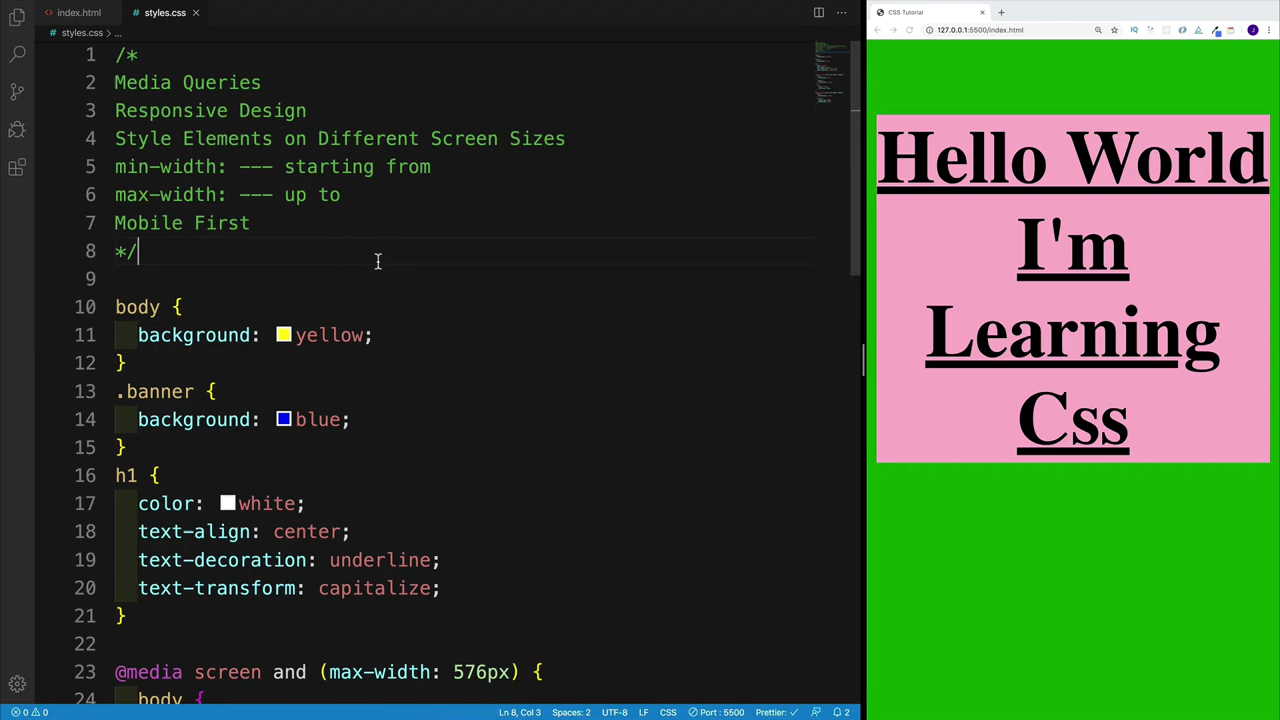 index.html
styles.css
styles.css > ...
1 /*
2 Media Queries
3 Responsive Design
4 Style Elements on Different Screen Sizes
5 min-width: --- starting from
6 max-width: --- up to
7 Mobile First
8 */
9
10 body {
11 background: yellow;
12 }
13 .banner {
14 background: blue;
15 }
16 h1 {
17 color: white;
18 text-align: center;
19 text-decoration: underline;
20 text-transform: capitalize;
21 }
22
23 @media screen and (max-width: 576px) {
24 body {
0 0 Ln 8, Col 3 Spaces: 2 UTF-8 LF CSS Port : 5500 Prettier: 2
CSS Tutorial
127.0.0.1:5500/index.html
Hello World
I'm
Learning
Css